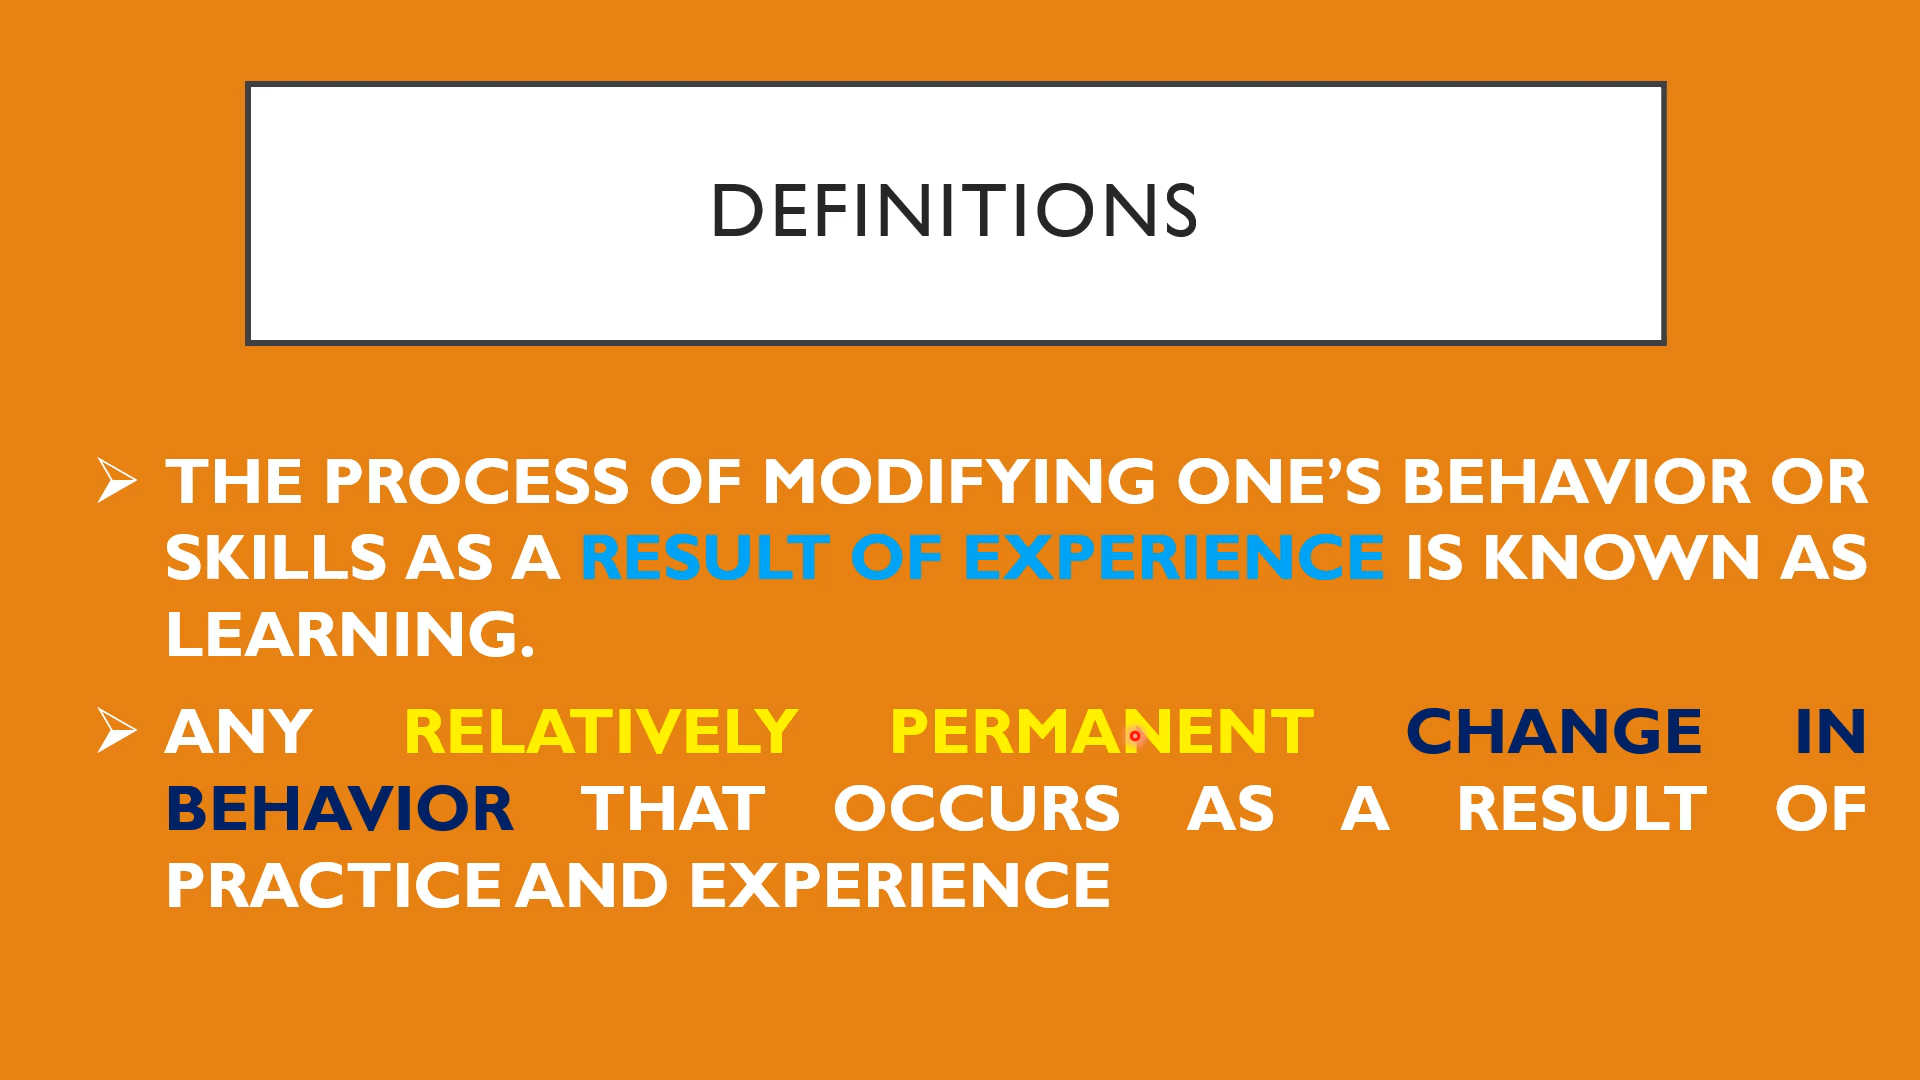 DEFINITIONS
THE PROCESS OF MODIFYING ONE’S BEHAVIOR OR
SKILLS AS A RESULT OF EXPERIENCE IS KNOWN AS
LEARNING.
ANY RELATIVELY PERMANENT CHANGE IN
BEHAVIOR THAT OCCURS AS A RESULT OF
PRACTICE AND EXPERIENCE